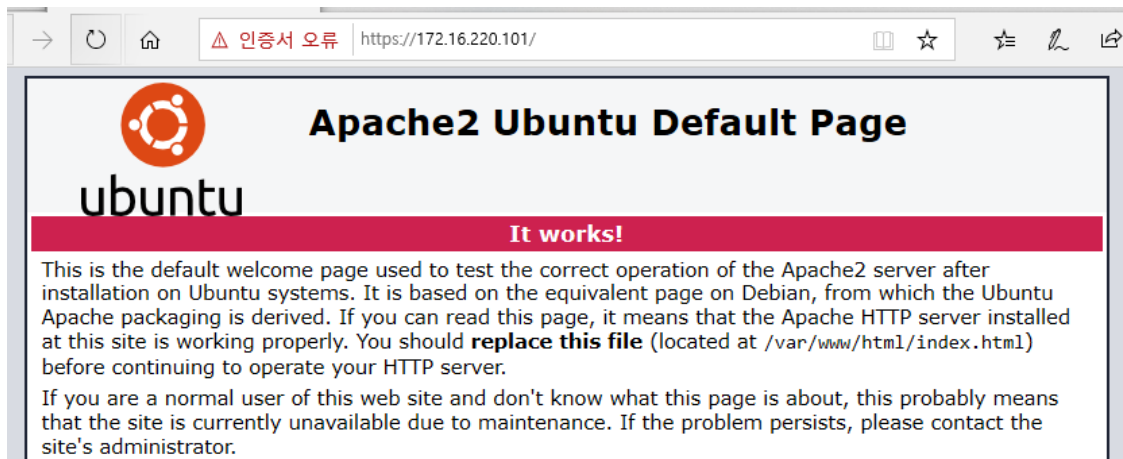 인증서 오류 https://172.16.220.101/
Apache2 Ubuntu Default Page
ubuntu
It works!
This is the default welcome page used to test the correct operation of the Apache2 server after
installation on Ubuntu systems. It is based on the equivalent page on Debian, from which the Ubuntu
Apache packaging is derived. If you can read this page, it means that the Apache HTTP server installed
at this site is working properly. You should replace this file (located at /var/www/html/index.html)
before continuing to operate your HTTP server.
If you are a normal user of this web site and don't know what this page is about, this probably means
that the site is currently unavailable due to maintenance. If the problem persists, please contact the
site's administrator.